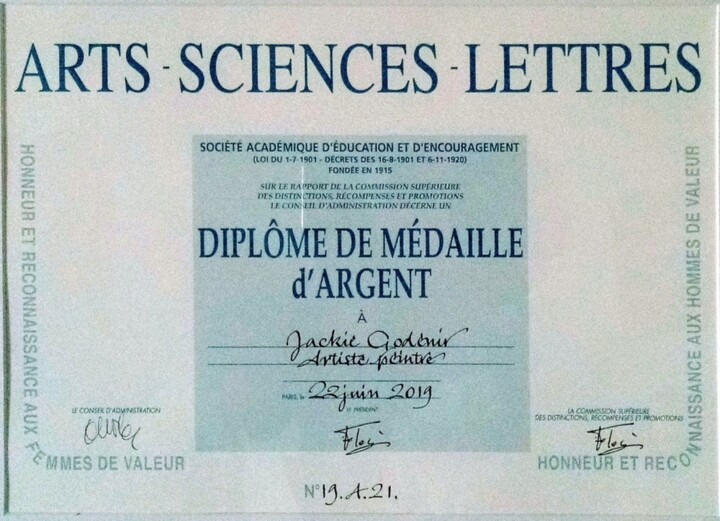 ARTS - SCIENCES - LETTRES
SOCIÉTÉ ACADÉMIQUE D'ÉDUCATION ET D'ENCOURAGEMENT
(LOI DU 1-7-1901 - DÉCRETS DES 16-8-1901 ET 6-11-1920)
FONDÉE EN 1915
SUR LE RAPPORT DE LA COMMISSION SUPÉRIEURE
DES DISTINCTIONS, RÉCOMPENSES ET PROMOTIONS
LE CONSEIL D'ADMINISTRATION DÉCERNE UN
DIPLÔME DE MÉDAILLE
d'ARGENT
À
Jackie Godenir
Artiste peintre
PARIS, le 22 juin 2019
LE PRÉSIDENT
LE CONSEIL D'ADMINISTRATION
LA COMMISSION SUPÉRIEURE
DES DISTINCTIONS, RÉCOMPENSES ET PROMOTIONS
HONNEUR ET RECONNAISSANCE AUX FEMMES DE VALEUR
HONNEUR ET RECONNAISSANCE AUX HOMMES DE VALEUR
N° 19.A.21.